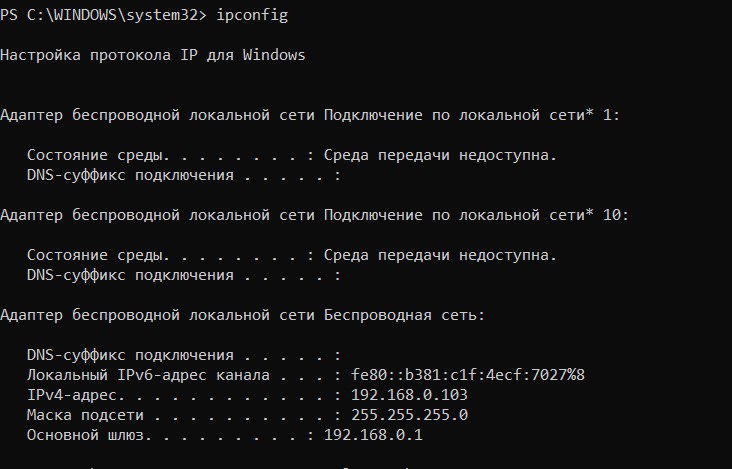 PS C:\WINDOWS\system32> ipconfig
Настройка протокола IP для Windows
Адаптер беспроводной локальной сети Подключение по локальной сети* 1:
Состояние среды. . . . . . . . : Среда передачи недоступна.
DNS-суффикс подключения . . . . . :
Адаптер беспроводной локальной сети Подключение по локальной сети* 10:
Состояние среды. . . . . . . . : Среда передачи недоступна.
DNS-суффикс подключения . . . . . :
Адаптер беспроводной локальной сети Беспроводная сеть:
DNS-суффикс подключения . . . . . :
Локальный IPv6-адрес канала . . . : fe80::b381:c1f:4ecf:7027%8
IPv4-адрес. . . . . . . . . . . . : 192.168.0.103
Маска подсети . . . . . . . . . . : 255.255.255.0
Основной шлюз. . . . . . . . . : 192.168.0.1